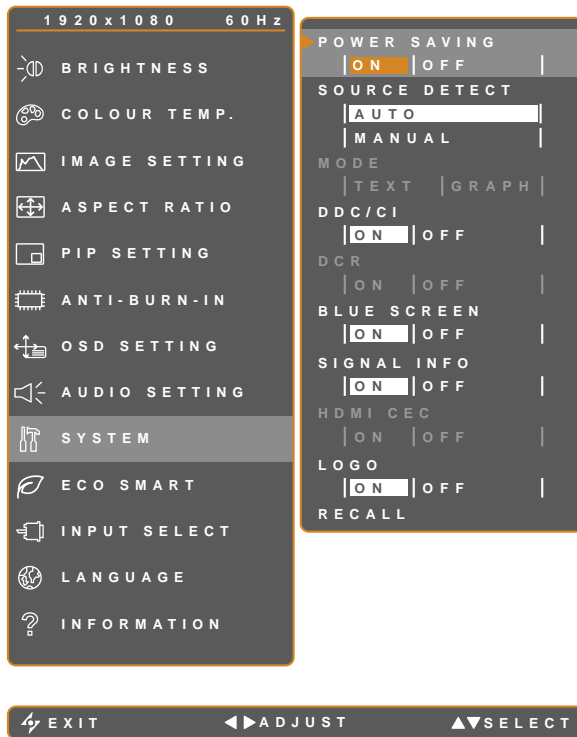 1920x1080 60Hz
BRIGHTNESS
COLOUR TEMP.
IMAGE SETTING
ASPECT RATIO
PIP SETTING
ANTI-BURN-IN
OSD SETTING
AUDIO SETTING
SYSTEM
ECO SMART
INPUT SELECT
LANGUAGE
INFORMATION
POWER SAVING
ON OFF
SOURCE DETECT
AUTO
MANUAL
MODE
TEXT GRAPH
DDC/CI
ON OFF
DCR
ON OFF
BLUE SCREEN
ON OFF
SIGNAL INFO
ON OFF
HDMI CEC
ON OFF
LOGO
ON OFF
RECALL
EXIT ADJUST SELECT